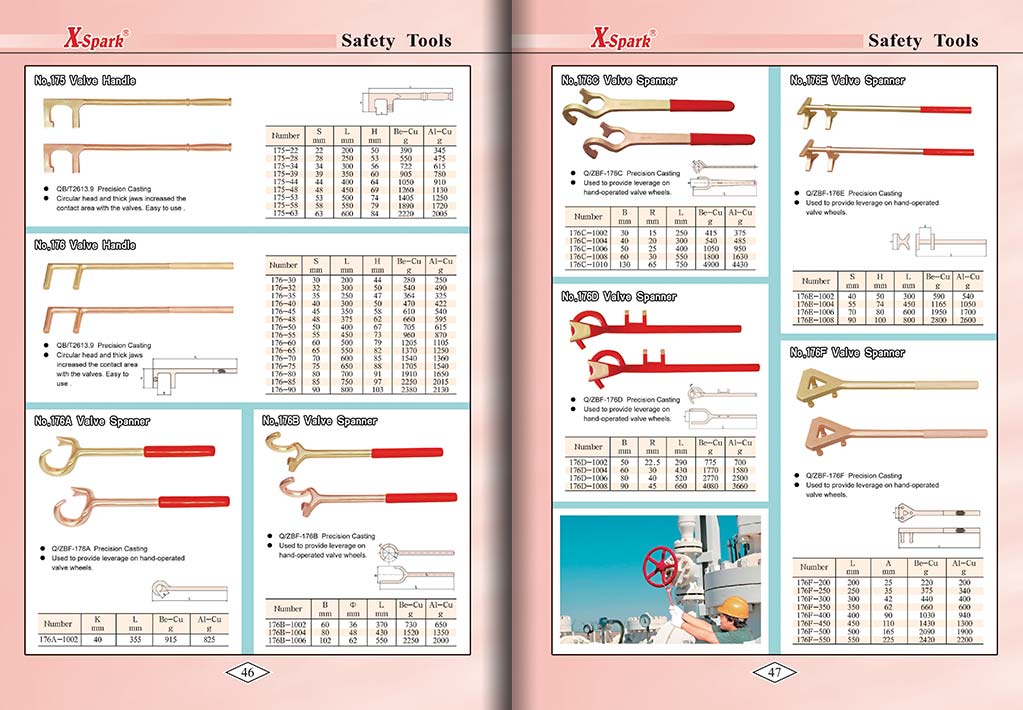 X-Spark®
Safety Tools
No.175 Valve Handle
Number S mm L mm H mm Be-Cu g Al-Cu g
175-22 22 200 50 390 345
175-28 28 250 53 550 475
175-34 34 300 56 722 615
175-39 39 350 60 905 780
175-44 44 400 64 1050 910
175-48 48 450 69 1260 1130
175-53 53 500 74 1405 1250
175-58 58 550 79 1890 1720
175-63 63 600 84 2220 2005
● QB/T2613.9 Precision Casting
● Circular head and thick jaws increased the
contact area with the valves. Easy to use .
No.176 Valve Handle
Number S mm L mm H mm Be-Cu g Al-Cu g
176-30 30 200 44 280 250
176-32 32 300 50 540 490
176-35 35 250 47 364 325
176-40 40 300 50 470 422
176-45 45 350 58 610 540
176-48 48 375 62 660 595
176-50 50 400 67 705 615
176-55 55 450 73 960 870
176-60 60 500 79 1205 1105
176-65 65 550 82 1370 1250
176-70 70 600 85 1540 1360
176-75 75 650 88 1705 1540
176-80 80 700 91 1910 1650
176-85 85 750 97 2250 2015
176-90 90 800 103 2380 2130
● QB/T2613.9 Precision Casting
● Circular head and thick jaws
increased the contact area
with the valves. Easy to
use .
No.176A Valve Spanner
● Q/ZBF-176A Precision Casting
● Used to provide leverage on hand-operated
valve wheels.
Number K mm L mm Be-Cu g Al-Cu g
176A-1002 40 355 915 825
No.176B Valve Spanner
● Q/ZBF-176B Precision Casting
● Used to provide leverage on
hand-operated valve wheels.
Number B mm Φ mm L mm Be-Cu g Al-Cu g
176B-1002 60 36 370 730 650
176B-1004 80 48 430 1520 1350
176B-1006 102 62 550 2250 2000
46
X-Spark®
Safety Tools
No.176C Valve Spanner
● Q/ZBF-176C Precision Casting
● Used to provide leverage on
hand-operated valve wheels.
Number B mm R mm L mm Be-Cu g Al-Cu g
176C-1002 30 15 250 415 375
176C-1004 40 20 300 540 485
176C-1006 50 25 400 1050 950
176C-1008 60 30 550 1800 1630
176C-1010 130 65 750 4900 4430
No.176D Valve Spanner
● Q/ZBF-176D Precision Casting
● Used to provide leverage on
hand-operated valve wheels.
Number B mm R mm L mm Be-Cu g Al-Cu g
176D-1002 50 22.5 290 775 700
176D-1004 60 30 430 1770 1580
176D-1006 80 40 520 2770 2500
176D-1008 90 45 660 4080 3660
No.176E Valve Spanner
● Q/ZBF-176E Precision Casting
● Used to provide leverage on hand-operated
valve wheels.
Number S mm H mm L mm Be-Cu g Al-Cu g
176E-1002 40 50 300 590 540
176E-1004 55 74 450 1165 1050
176E-1006 70 80 600 1950 1700
176E-1008 90 100 800 2800 2600
No.176F Valve Spanner
● Q/ZBF-176F Precision Casting
● Used to provide leverage on hand-operated
valve wheels.
Number L mm A mm Be-Cu g Al-Cu g
176F-200 200 25 220 200
176F-250 250 35 375 340
176F-300 300 42 440 400
176F-350 350 62 660 600
176F-400 400 90 1030 940
176F-450 450 110 1430 1300
176F-500 500 165 2090 1900
176F-550 550 225 2420 2200
47